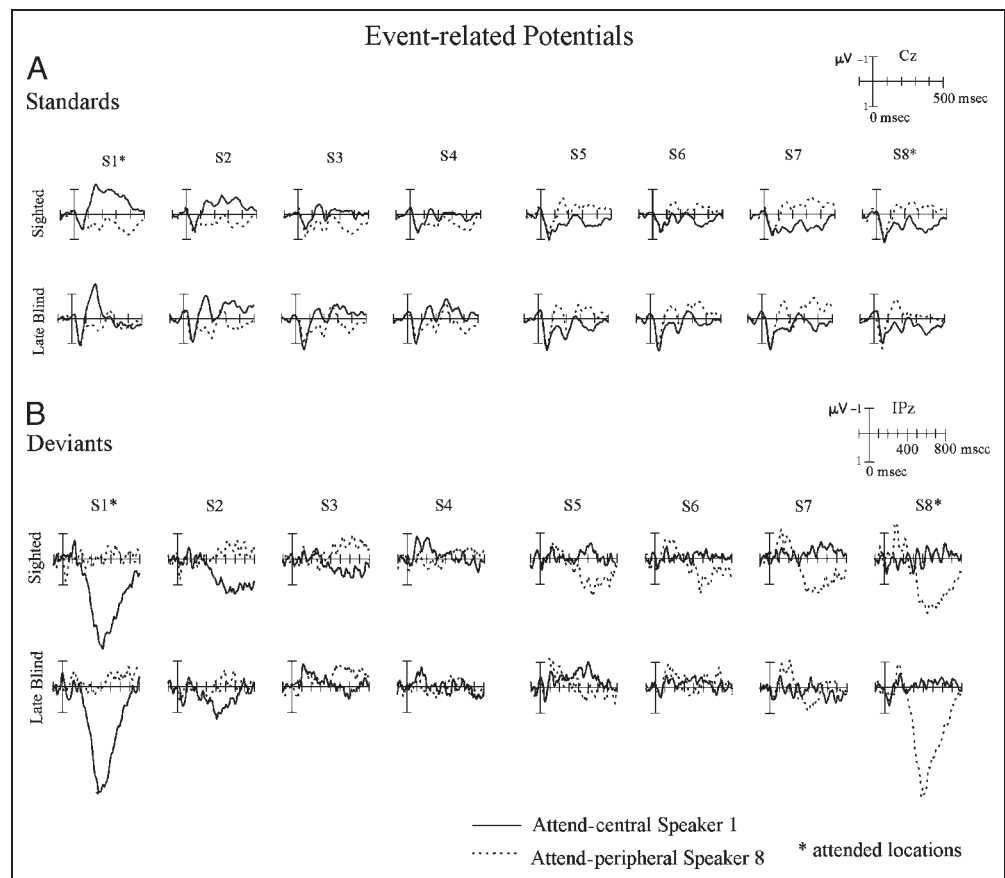 Event-related Potentials
A
Standards
µV −1
Cz
1
0 msec
500 msec
S1* S2 S3 S4 S5 S6 S7 S8*
Sighted
Late Blind
B
Deviants
µV −1
IPz
400 800 mscc
1
0 msec
S1* S2 S3 S4 S5 S6 S7 S8*
Sighted
Late Blind
Attend-central Speaker 1
Attend-peripheral Speaker 8
* attended locations